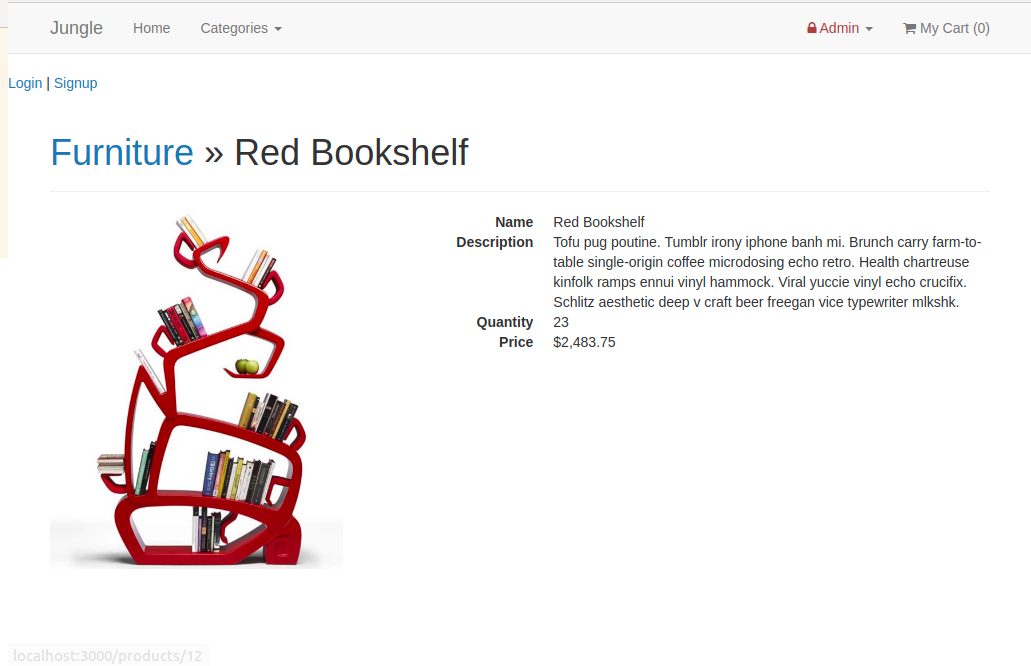 Jungle Home Categories Admin My Cart (0)
Login | Signup
Furniture » Red Bookshelf
Name Red Bookshelf
Description Tofu pug poutine. Tumblr irony iphone banh mi. Brunch carry farm-to-
table single-origin coffee microdosing echo retro. Health chartreuse
kinfolk ramps ennui vinyl hammock. Viral yuccie vinyl echo crucifix.
Schlitz aesthetic deep v craft beer freegan vice typewriter mlkshk.
Quantity 23
Price $2,483.75
localhost:3000/products/12